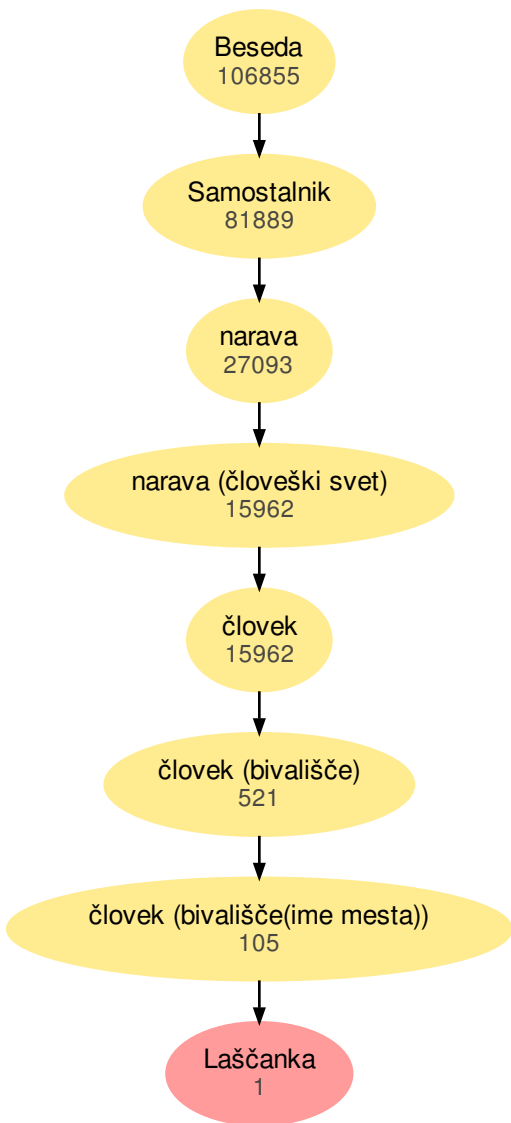 Beseda
106855
Samostalnik
81889
narava
27093
narava (človeški svet)
15962
človek
15962
človek (bivališče)
521
človek (bivališče(ime mesta))
105
Laščanka
1